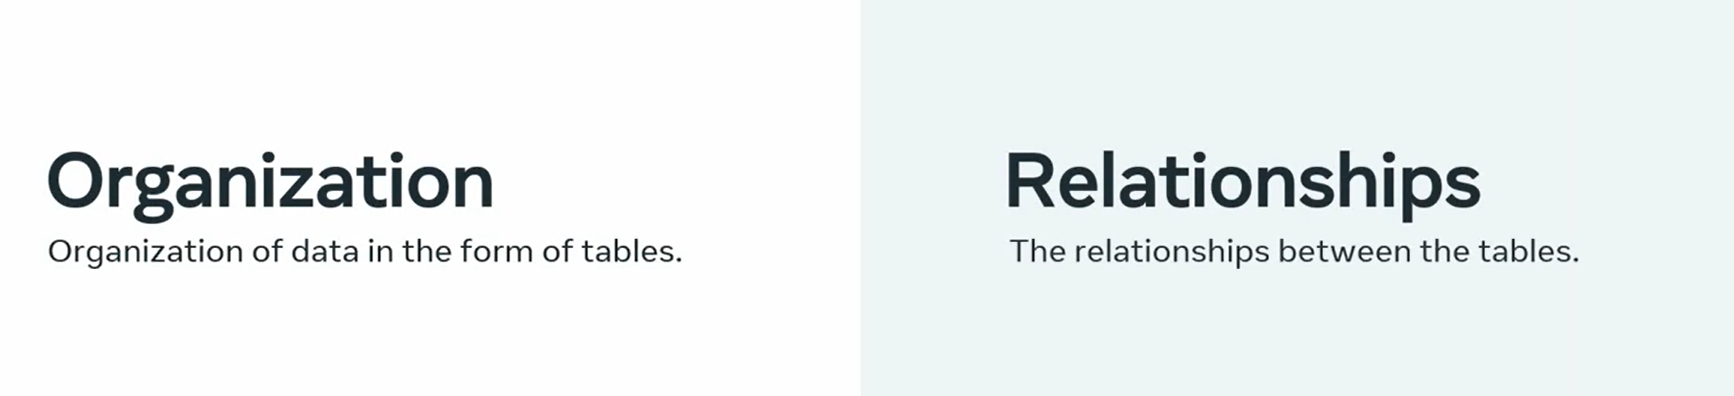 Organization
Organization of data in the form of tables.
Relationships
The relationships between the tables.